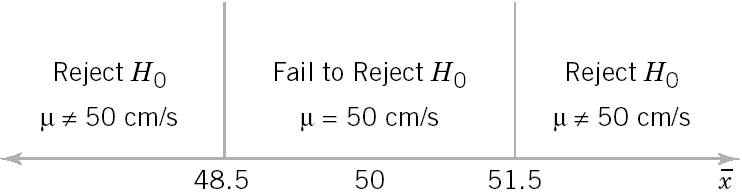 Reject H₀
μ ≠ 50 cm/s
Fail to Reject H₀
μ = 50 cm/s
Reject H₀
μ ≠ 50 cm/s
48.5 50 51.5 x̄